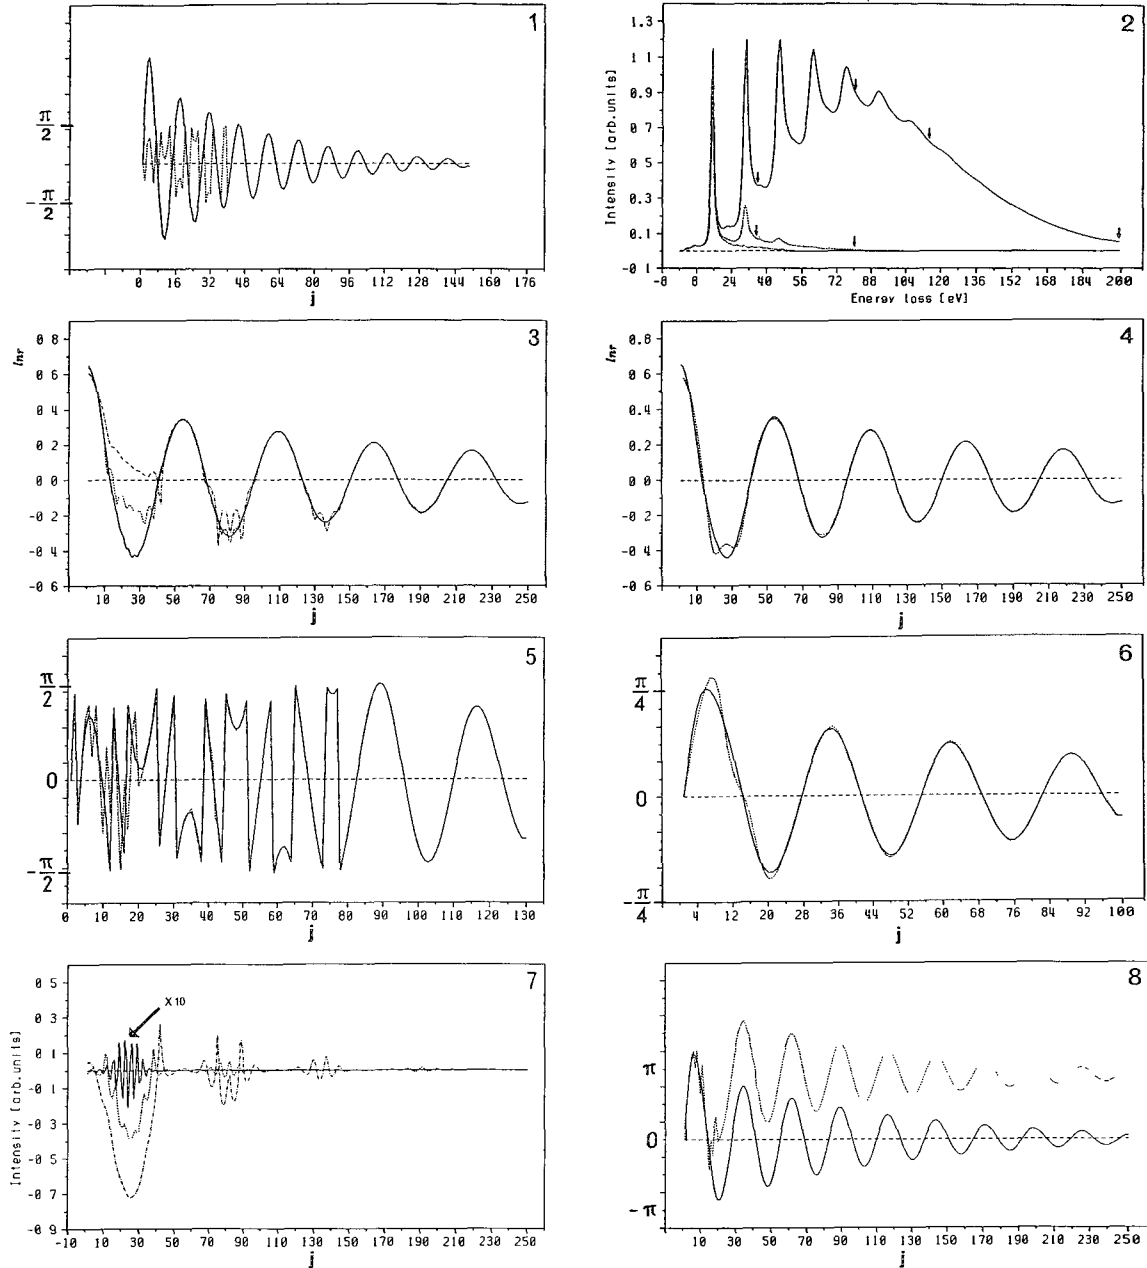 1
π/2
-π/2
0 16 32 48 64 80 96 112 128 144 160 176
j
2
Intensity [arb.units]
1.3
1 1
0.9
0.7
0.5
0.3
0.1
-0 1
-8 8 24 40 56 72 88 104 120 136 152 168 184 200
Energy loss [eV]
3
lnr
0 8
0 6
0 4
0 2
0 0
-0 2
-0 4
-0 6
10 30 50 70 90 110 130 150 170 190 210 230 250
j
4
lnr
0.8
0 6
0 4
0 2
0.0
-0.2
-0.4
-0.6
10 30 50 70 90 110 130 150 170 190 210 230 250
j
5
π/2
0
-π/2
0 10 20 30 40 50 60 70 80 90 100 110 120 130
j
6
π/4
0
-π/4
4 12 20 28 36 44 52 60 68 76 84 92 100
j
7
X 10
Intensity [arb.units]
0 5
0 3
0 1
-0 1
-0 3
-0 5
-0 7
-0 9
-10 10 30 50 70 90 110 130 150 170 190 210 230 250
j
8
π
0
-π
10 30 50 70 90 110 130 150 170 190 210 230 250
j